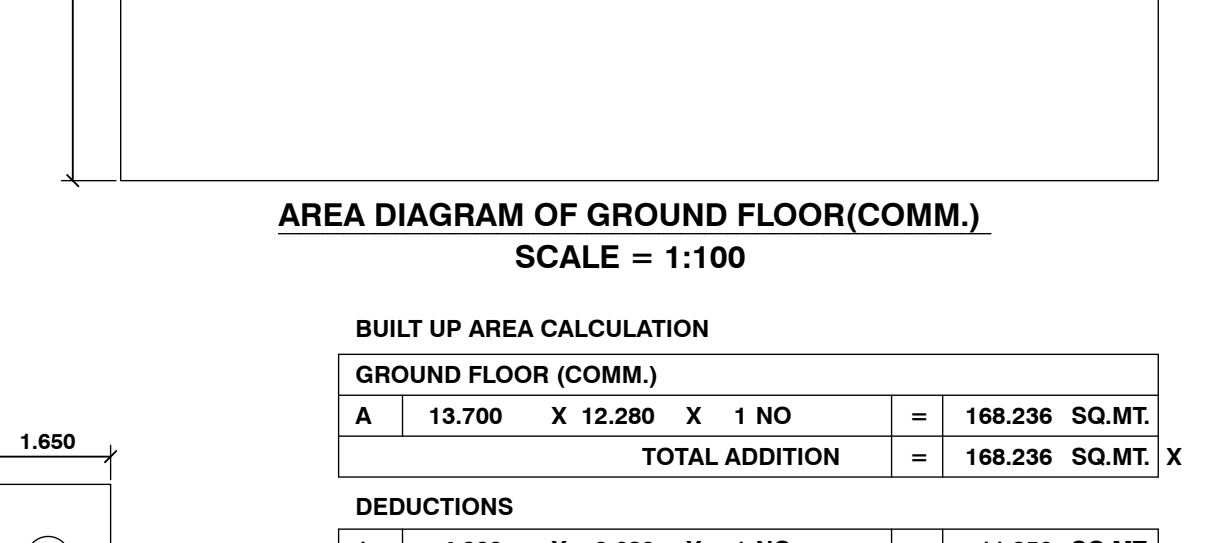 AREA DIAGRAM OF GROUND FLOOR(COMM.)
SCALE = 1:100
BUILT UP AREA CALCULATION
GROUND FLOOR (COMM.)
A 13.700 X 12.280 X 1 NO = 168.236 SQ.MT.
1.650
TOTAL ADDITION = 168.236 SQ.MT. X
DEDUCTIONS